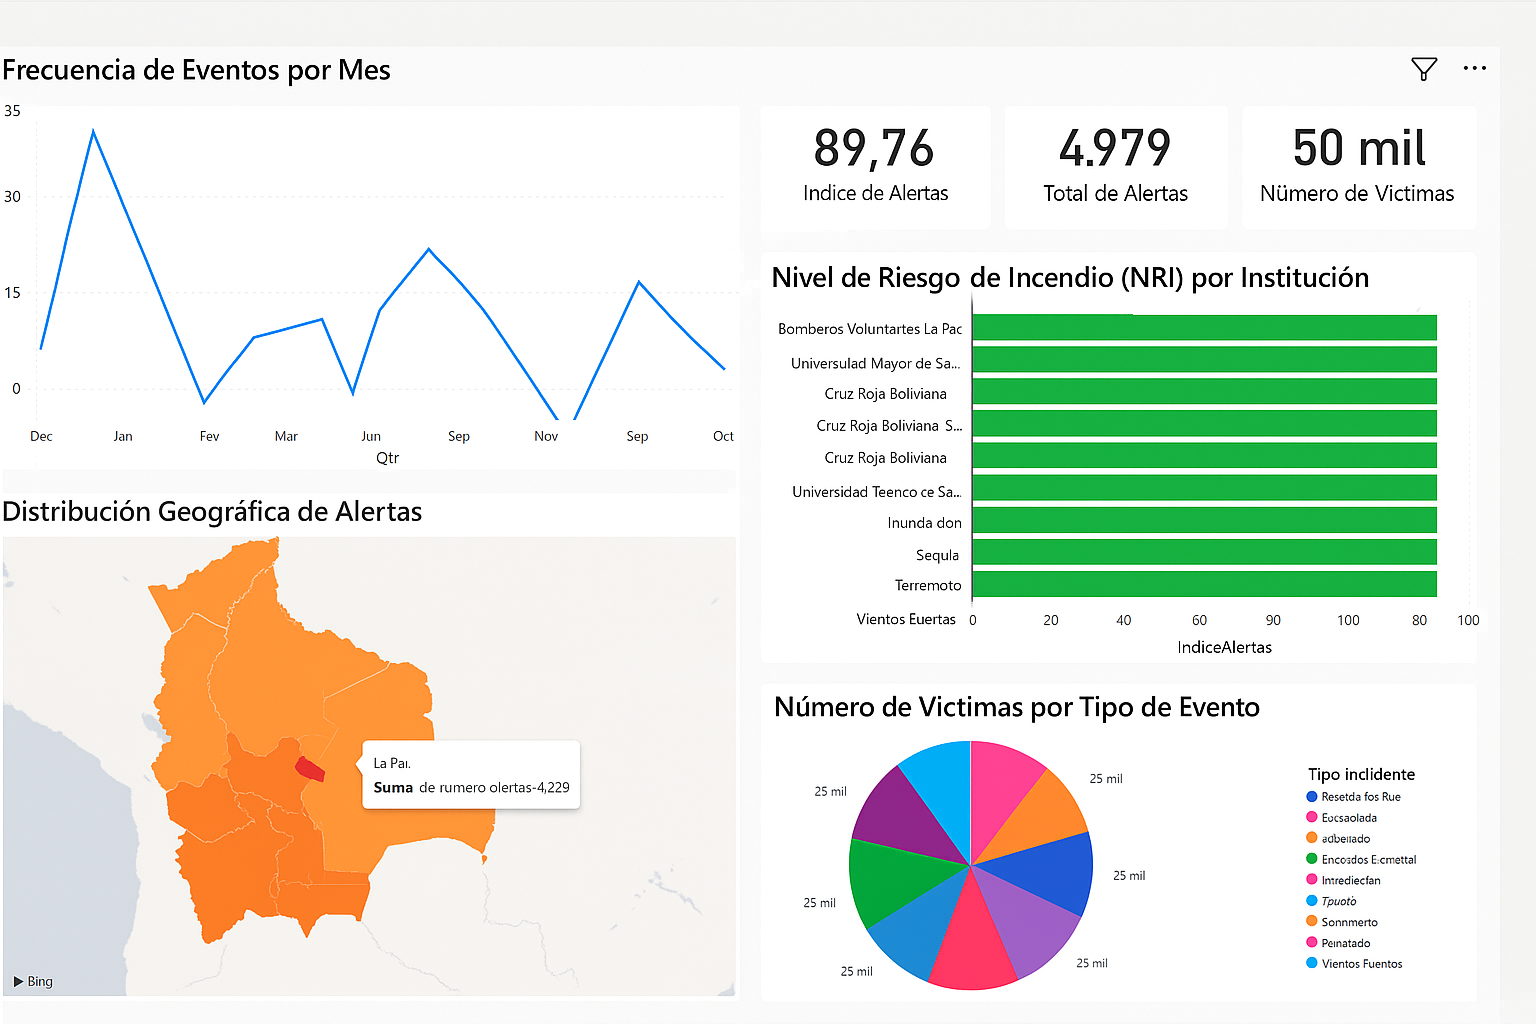 Frecuencia de Eventos por Mes
35
30
15
0
Dec Jan Fev Mar Jun Sep Nov Sep Oct
Qtr
89,76
Indice de Alertas
4.979
Total de Alertas
50 mil
Nümero de Victimas
Nivel de Riesgo de Incendio (NRI) por Institución
Bomberos Voluntartes La Pac
Universulad Mayor de Sa...
Cruz Roja Boliviana
Cruz Roja Boliviana S...
Cruz Roja Boliviana
Universidad Teenco ce Sa...
Inunda don
Sequla
Terremoto
Vientos Euertas
0 20 40 60 90 100 80 100
IndiceAlertas
Distribución Geográfica de Alertas
La Paı.
Suma de rumero olertas-4,229
Bing
Número de Victimas por Tipo de Evento
25 mil
25 mil
25 mil
25 mil
25 mil
25 mil
Tipo inclidente
Resetda fos Rue
Eocsaolada
adbeilado
Encosdos E:cmettal
Imrediecfan
Tpuoto
Sonnmerto
Peinatado
Vientos Fuentos